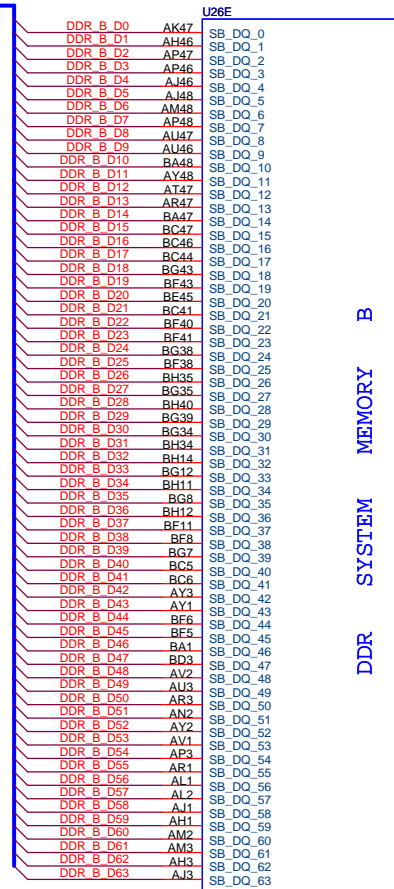 U26E
DDR_B_D0 AK47 SB_DQ_0
DDR_B_D1 AH46 SB_DQ_1
DDR_B_D2 AP47 SB_DQ_2
DDR_B_D3 AP46 SB_DQ_3
DDR_B_D4 AJ46 SB_DQ_4
DDR_B_D5 AJ48 SB_DQ_5
DDR_B_D6 AM48 SB_DQ_6
DDR_B_D7 AP48 SB_DQ_7
DDR_B_D8 AU47 SB_DQ_8
DDR_B_D9 AU46 SB_DQ_9
DDR_B_D10 BA48 SB_DQ_10
DDR_B_D11 AY48 SB_DQ_11
DDR_B_D12 AT47 SB_DQ_12
DDR_B_D13 AR47 SB_DQ_13
DDR_B_D14 BA47 SB_DQ_14
DDR_B_D15 BC47 SB_DQ_15
DDR_B_D16 BC46 SB_DQ_16
DDR_B_D17 BC44 SB_DQ_17
DDR_B_D18 BG43 SB_DQ_18
DDR_B_D19 BF43 SB_DQ_19
DDR_B_D20 BE45 SB_DQ_20
DDR_B_D21 BC41 SB_DQ_21
DDR_B_D22 BF40 SB_DQ_22
DDR_B_D23 BF41 SB_DQ_23
DDR_B_D24 BG38 SB_DQ_24
DDR_B_D25 BF38 SB_DQ_25
DDR_B_D26 BH35 SB_DQ_26
DDR_B_D27 BG35 SB_DQ_27
DDR_B_D28 BH40 SB_DQ_28
DDR_B_D29 BG39 SB_DQ_29
DDR_B_D30 BG34 SB_DQ_30
DDR_B_D31 BH34 SB_DQ_31
DDR_B_D32 BH14 SB_DQ_32
DDR_B_D33 BG12 SB_DQ_33
DDR_B_D34 BH11 SB_DQ_34
DDR_B_D35 BG8 SB_DQ_35
DDR_B_D36 BH12 SB_DQ_36
DDR_B_D37 BF11 SB_DQ_37
DDR_B_D38 BF8 SB_DQ_38
DDR_B_D39 BG7 SB_DQ_39
DDR_B_D40 BC5 SB_DQ_40
DDR_B_D41 BC6 SB_DQ_41
DDR_B_D42 AY3 SB_DQ_42
DDR_B_D43 AY1 SB_DQ_43
DDR_B_D44 BF6 SB_DQ_44
DDR_B_D45 BF5 SB_DQ_45
DDR_B_D46 BA1 SB_DQ_46
DDR_B_D47 BD3 SB_DQ_47
DDR_B_D48 AV2 SB_DQ_48
DDR_B_D49 AU3 SB_DQ_49
DDR_B_D50 AR3 SB_DQ_50
DDR_B_D51 AN2 SB_DQ_51
DDR_B_D52 AY2 SB_DQ_52
DDR_B_D53 AV1 SB_DQ_53
DDR_B_D54 AP3 SB_DQ_54
DDR_B_D55 AR1 SB_DQ_55
DDR_B_D56 AL1 SB_DQ_56
DDR_B_D57 AL2 SB_DQ_57
DDR_B_D58 AJ1 SB_DQ_58
DDR_B_D59 AH1 SB_DQ_59
DDR_B_D60 AM2 SB_DQ_60
DDR_B_D61 AM3 SB_DQ_61
DDR_B_D62 AH3 SB_DQ_62
DDR_B_D63 AJ3 SB_DQ_63
DDR SYSTEM MEMORY B